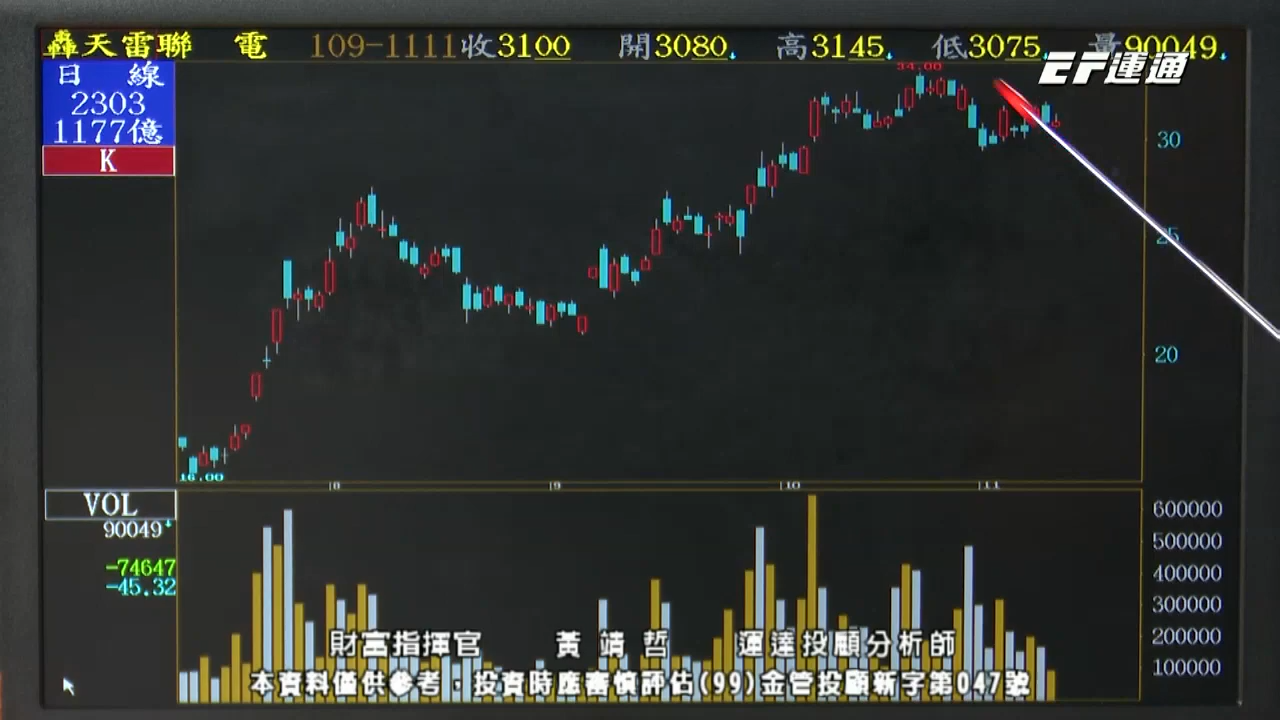 轟天雷聯 電 109-1111收3100 開3080 高3145 低3075 量90049
EF運通
日 線
2303
1177億
K
34.00
30
25
20
16.00
8 9 10 11
VOL
90049
-74647
-45.32
600000
500000
400000
300000
200000
100000
財富指揮官 黃靖哲 運達投顧分析師
本資料僅供參考，投資時應審慎評估(99)金管投顧新字第047號